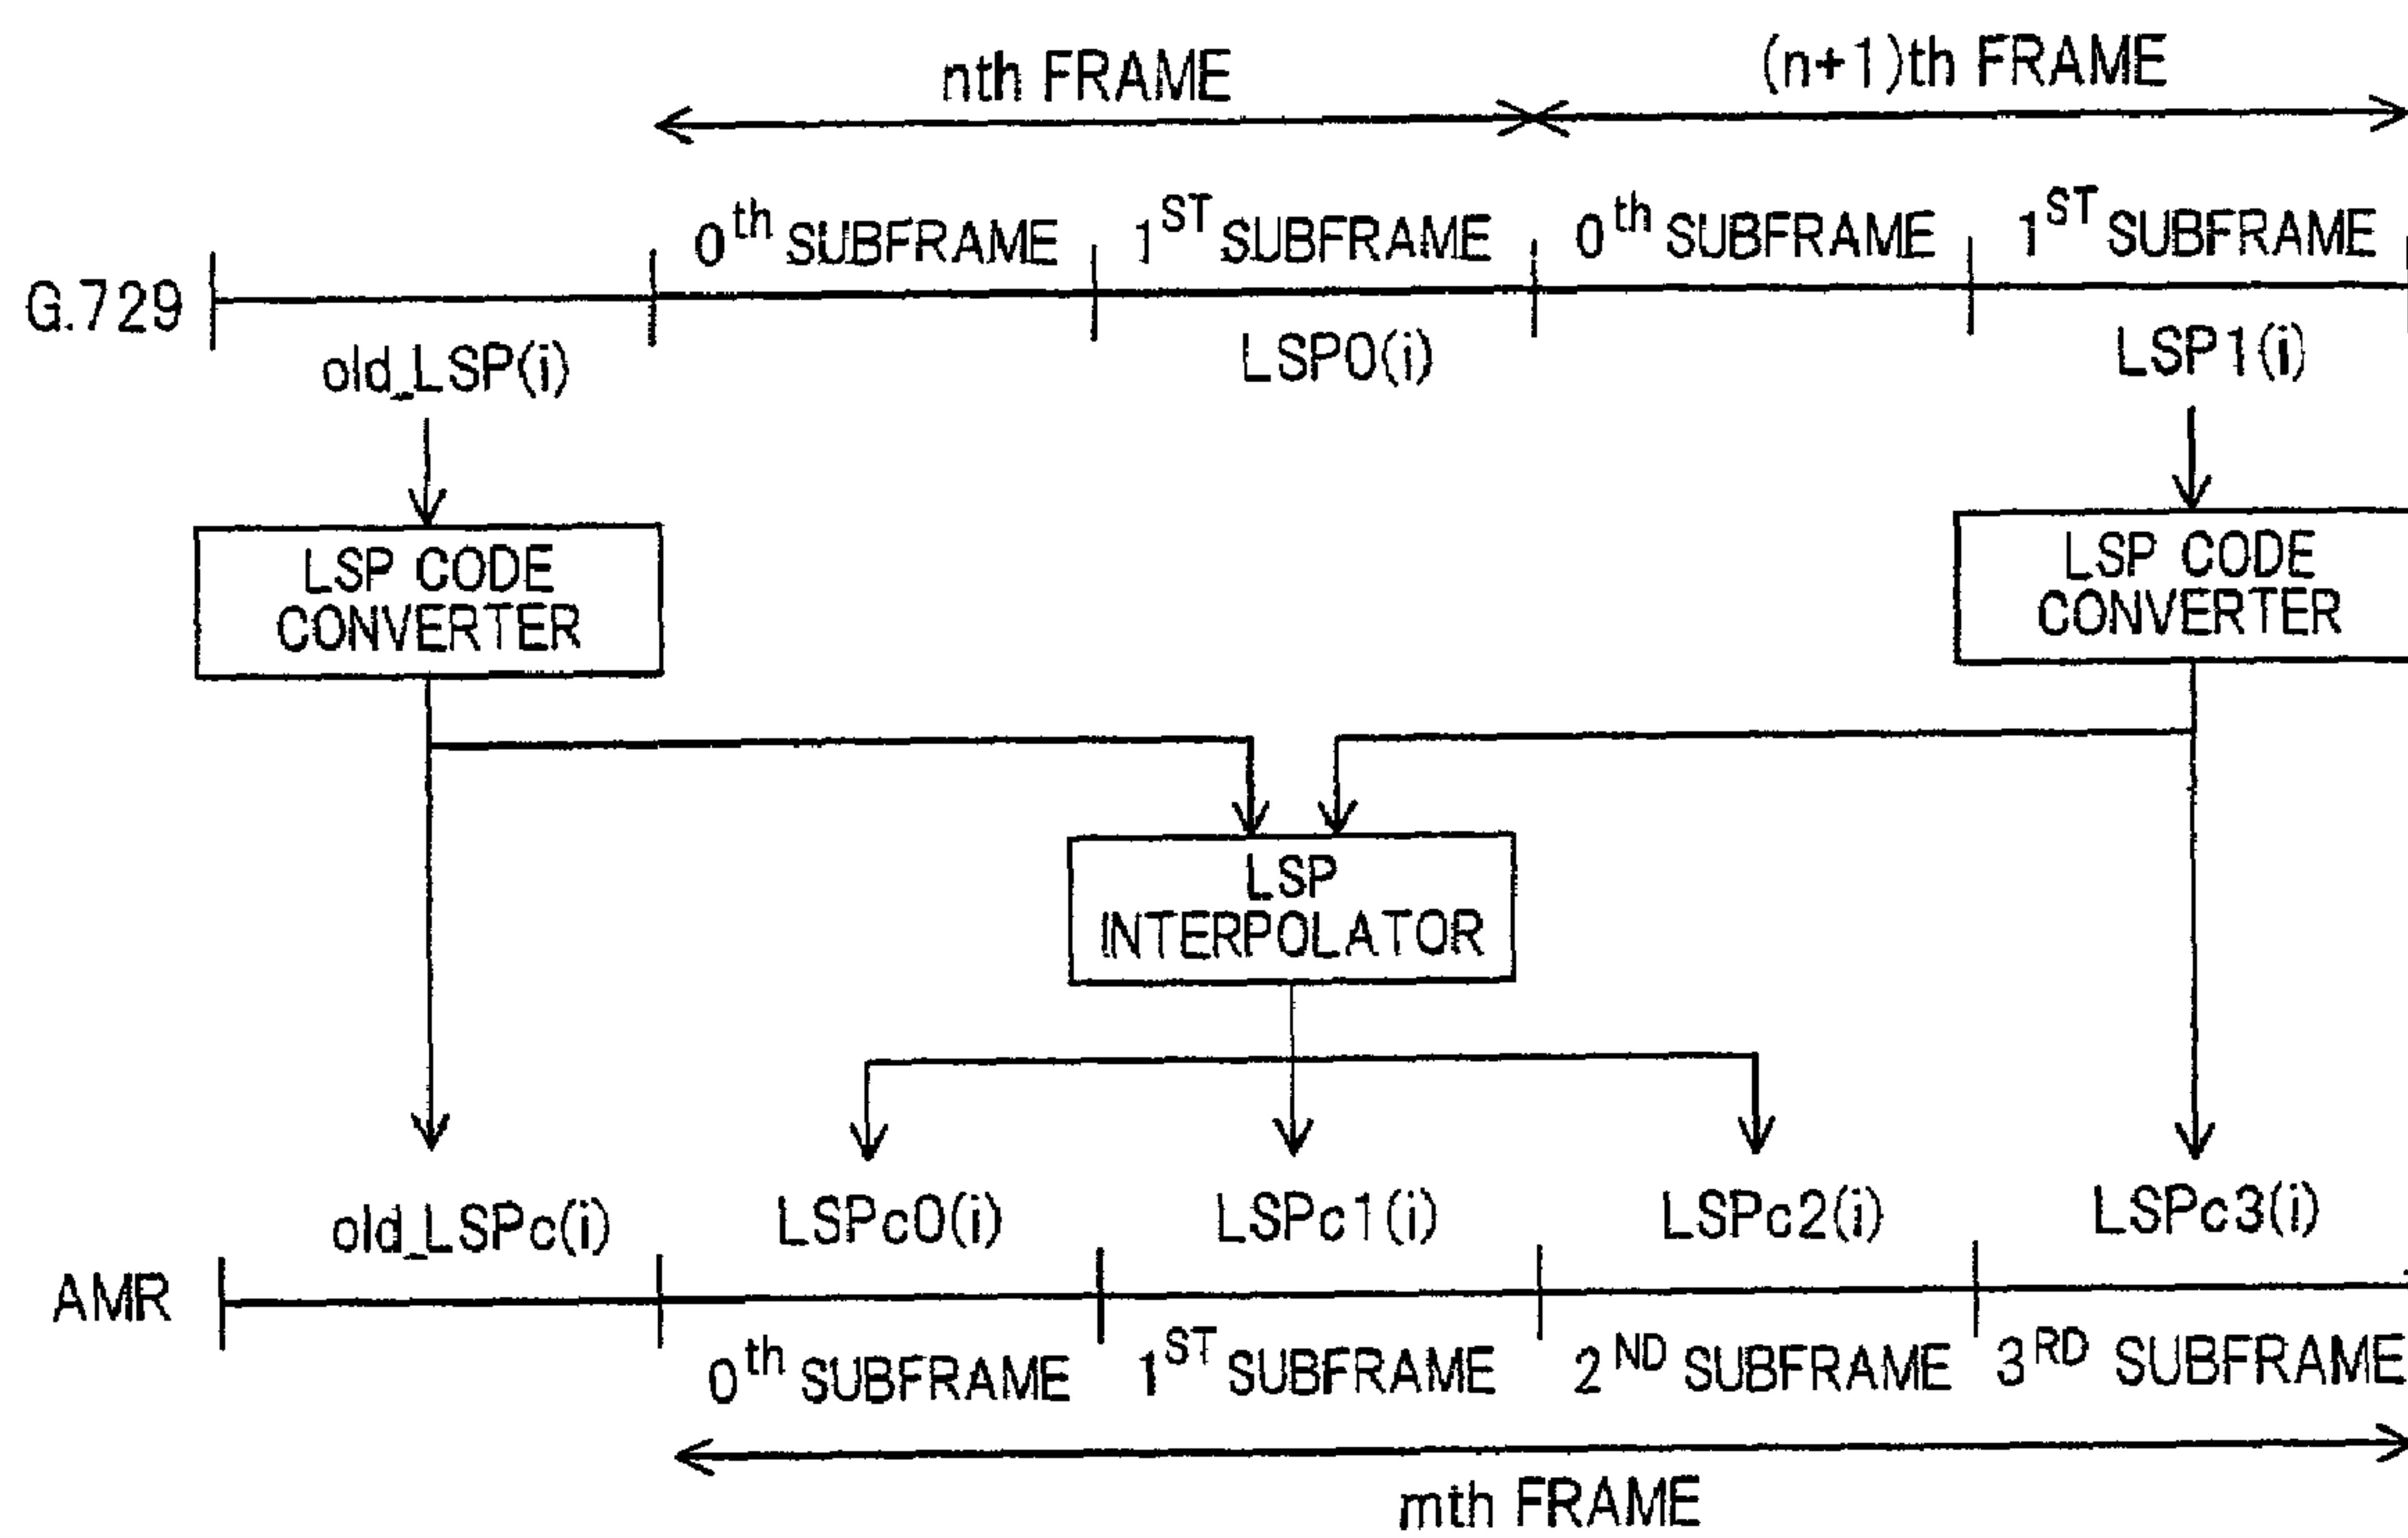 nth FRAME
(n+1)th FRAME
0th SUBFRAME
1ST SUBFRAME
0th SUBFRAME
1ST SUBFRAME
G.729
old_LSP(i)
LSP0(i)
LSP1(i)
LSP CODE
CONVERTER
LSP CODE
CONVERTER
LSP
INTERPOLATOR
old_LSPc(i)
LSPc0(i)
LSPc1(i)
LSPc2(i)
LSPc3(i)
AMR
0th SUBFRAME
1ST SUBFRAME
2ND SUBFRAME
3RD SUBFRAME
mth FRAME